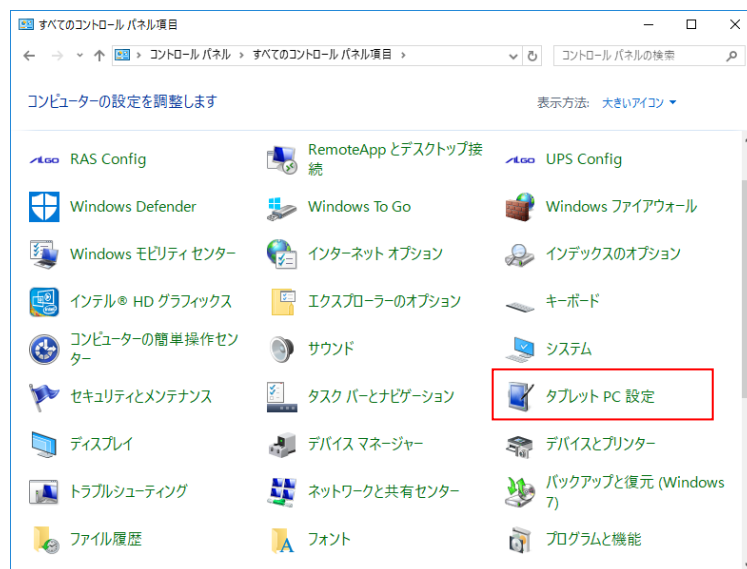 すべてのコントロール パネル項目
コントロール パネル › すべてのコントロール パネル項目 ›
コントロール パネルの検索
コンピューターの設定を調整します
表示方法: 大きいアイコン
ALGO RAS Config
RemoteApp とデスクトップ接
続
ALGO UPS Config
Windows Defender
Windows To Go
Windows ファイアウォール
Windows モビリティ センター
インターネット オプション
インデックスのオプション
インテル® HD グラフィックス
エクスプローラーのオプション
キーボード
コンピューターの簡単操作セン
ター
サウンド
システム
セキュリティとメンテナンス
タスク バーとナビゲーション
タブレット PC 設定
ディスプレイ
デバイス マネージャー
デバイスとプリンター
トラブルシューティング
ネットワークと共有センター
バックアップと復元 (Windows
7)
ファイル履歴
フォント
プログラムと機能